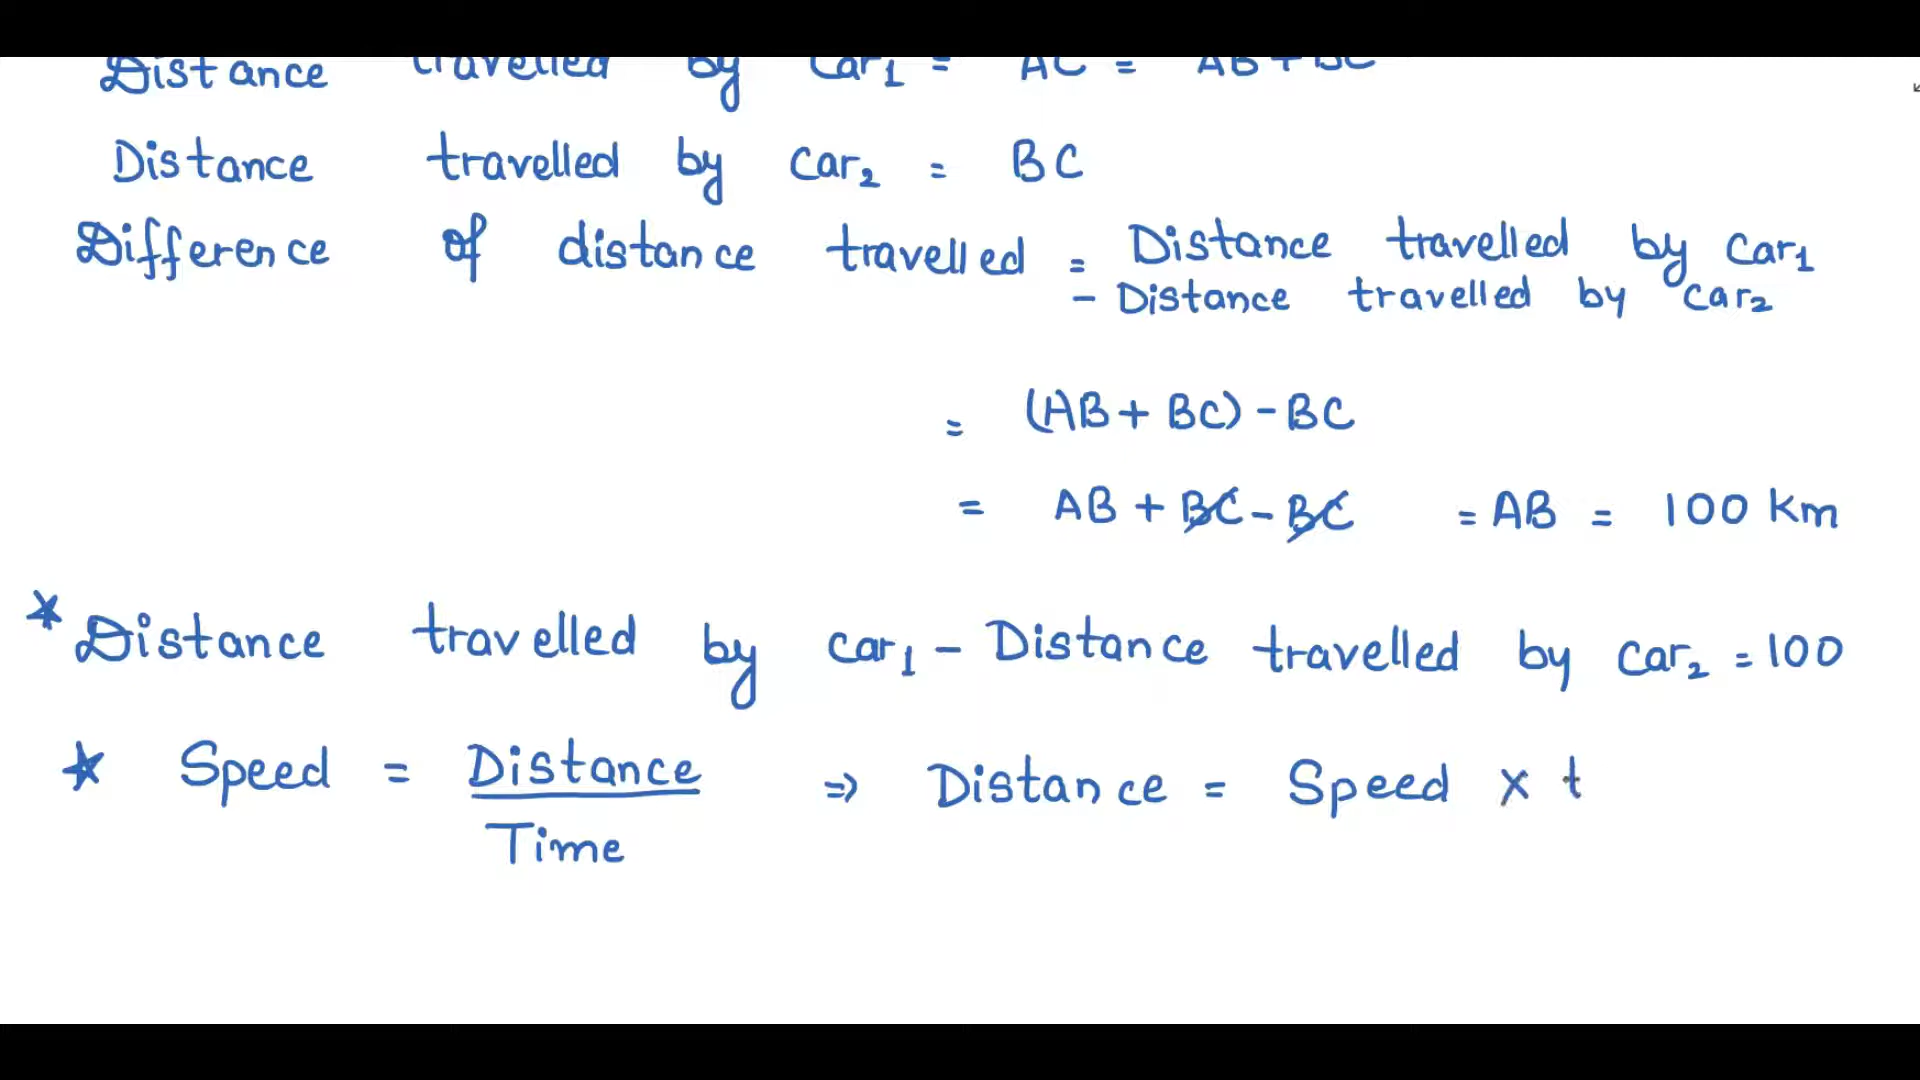 Distance travelled by Car₁ = AC = AB + BC
Distance travelled by Car₂ = BC
Difference of distance travelled = Distance travelled by Car₁
- Distance travelled by Car₂
= (AB + BC) - BC
= AB + BC - BC = AB = 100 Km
* Distance travelled by car₁ - Distance travelled by car₂ = 100
* Speed = Distance / Time ⇒ Distance = Speed × t